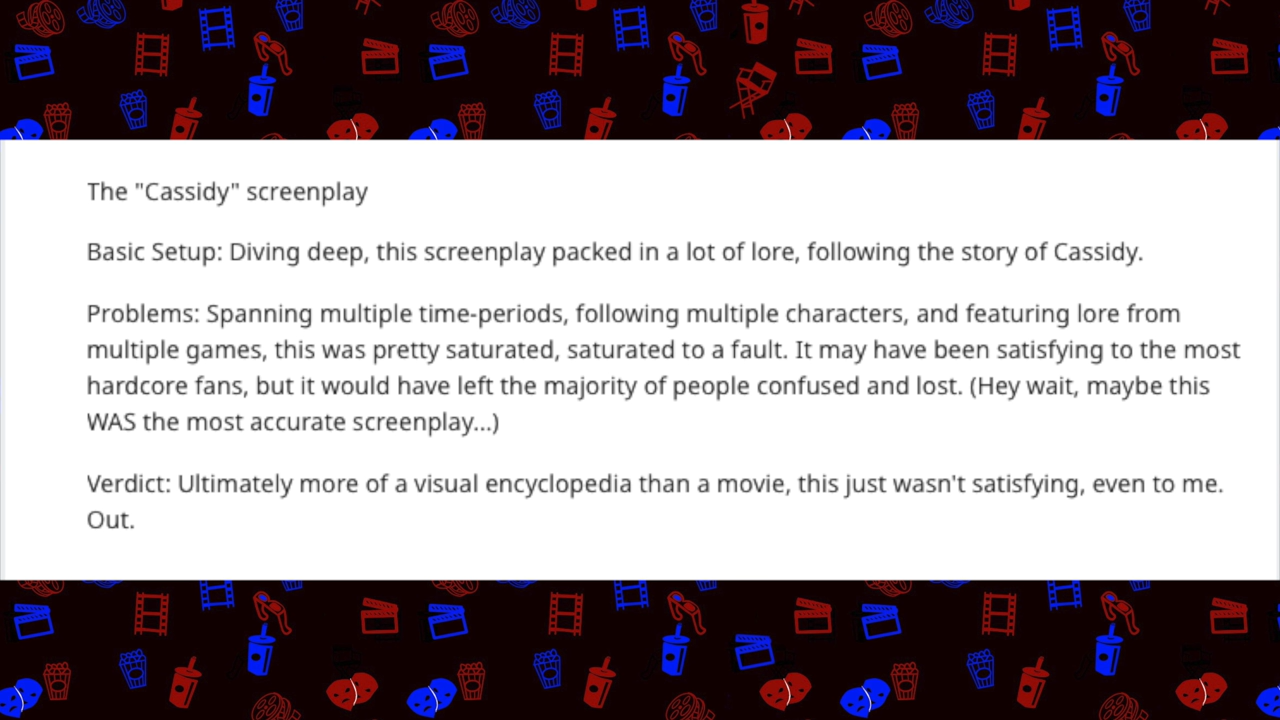 The "Cassidy" screenplay
Basic Setup: Diving deep, this screenplay packed in a lot of lore, following the story of Cassidy.
Problems: Spanning multiple time-periods, following multiple characters, and featuring lore from
multiple games, this was pretty saturated, saturated to a fault. It may have been satisfying to the most
hardcore fans, but it would have left the majority of people confused and lost. (Hey wait, maybe this
WAS the most accurate screenplay...)
Verdict: Ultimately more of a visual encyclopedia than a movie, this just wasn't satisfying, even to me.
Out.